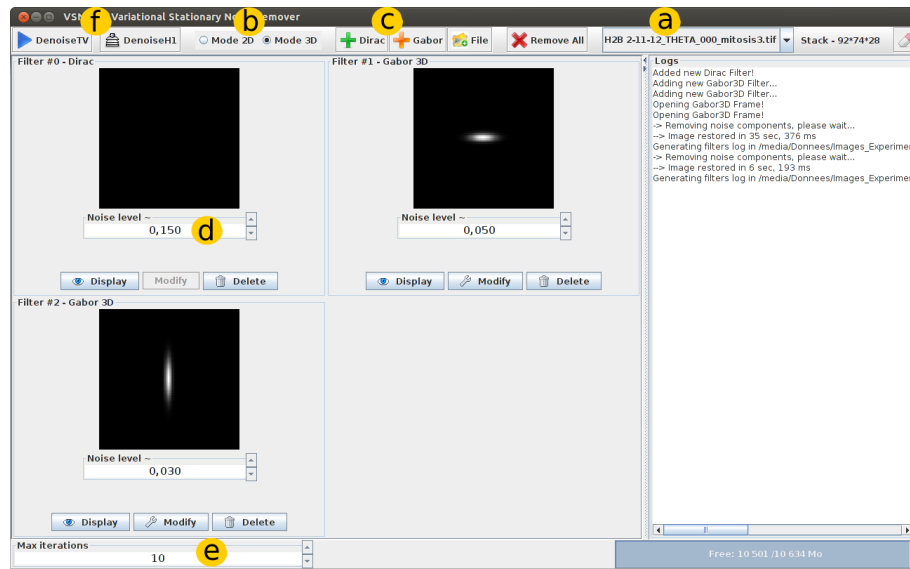 f b c a
VSN Variational Stationary No emover
DenoiseTV DenoiseH1 Mode 2D Mode 3D Dirac Gabor File Remove All H2B 2-11-12_THETA_000_mitosis3.tif Stack - 92*74*28
Filter #0 - Dirac Filter #1 - Gabor 3D Logs
Added new Dirac Filter!
Adding new Gabor3D Filter...
Adding new Gabor3D Filter...
Opening Gabor3D Frame!
Opening Gabor3D Frame!
-> Removing noise components, please wait...
--> Image restored in 35 sec, 376 ms
Generating filters log in /media/Donnees/Images_Experimen
-> Removing noise components, please wait...
--> Image restored in 6 sec, 193 ms
Generating filters log in /media/Donnees/Images_Experimen
Noise level ~ Noise level ~
0,150 d 0,050
Display Modify Delete Display Modify Delete
Filter #2 - Gabor 3D
Noise level ~
0,030
Display Modify Delete
Max iterations
10 e
Free: 10 501 /10 634 Mo